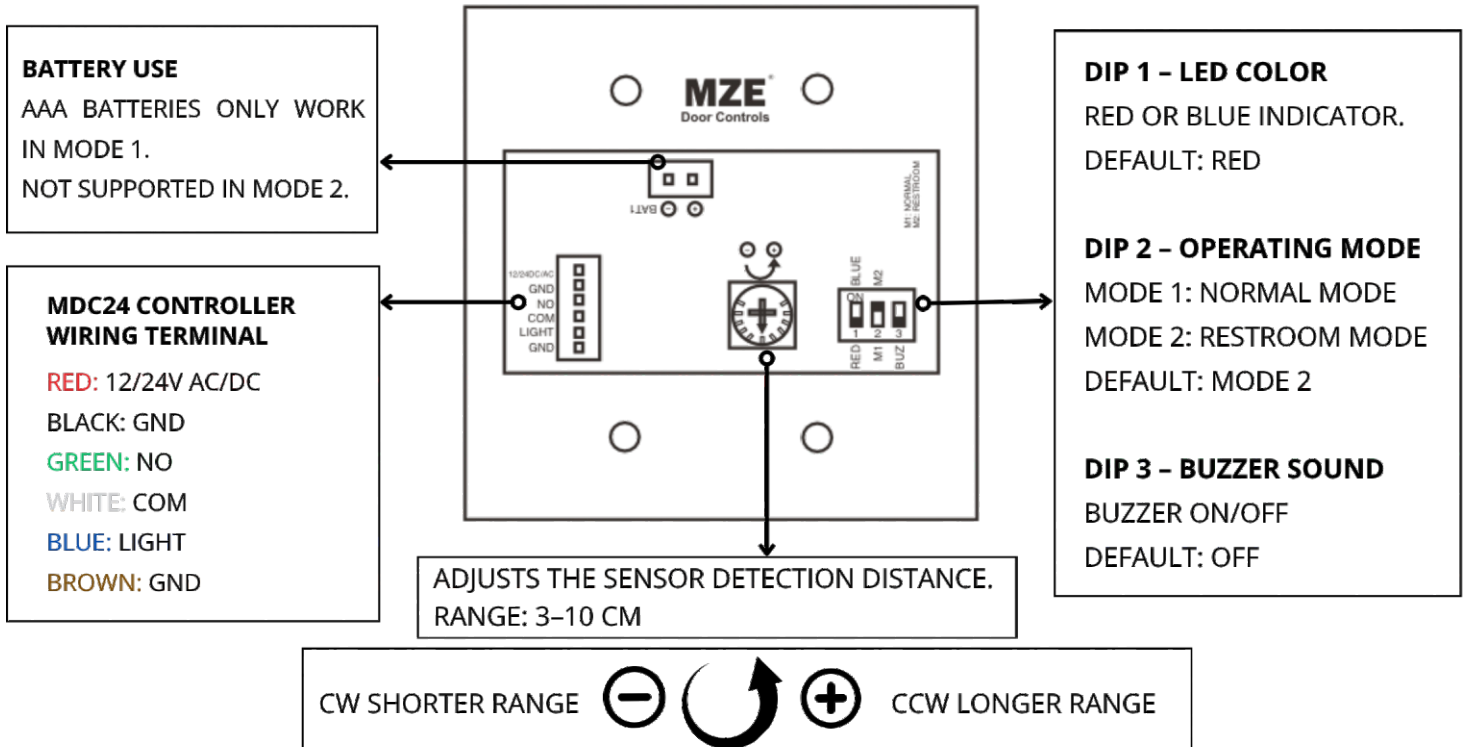 BATTERY USE
AAA BATTERIES ONLY WORK
IN MODE 1.
NOT SUPPORTED IN MODE 2.
MDC24 CONTROLLER
WIRING TERMINAL
RED: 12/24V AC/DC
BLACK: GND
GREEN: NO
WHITE: COM
BLUE: LIGHT
BROWN: GND
MZE®
Door Controls
BAT1
M1: NORMAL
M2: RESTROOM
12/24DC/AC
GND
NO
COM
LIGHT
GND
BLUE
M2
ON
1 2 3
RED
M1
BUZ
DIP 1 – LED COLOR
RED OR BLUE INDICATOR.
DEFAULT: RED
DIP 2 – OPERATING MODE
MODE 1: NORMAL MODE
MODE 2: RESTROOM MODE
DEFAULT: MODE 2
DIP 3 – BUZZER SOUND
BUZZER ON/OFF
DEFAULT: OFF
ADJUSTS THE SENSOR DETECTION DISTANCE.
RANGE: 3–10 CM
CW SHORTER RANGE − + CCW LONGER RANGE